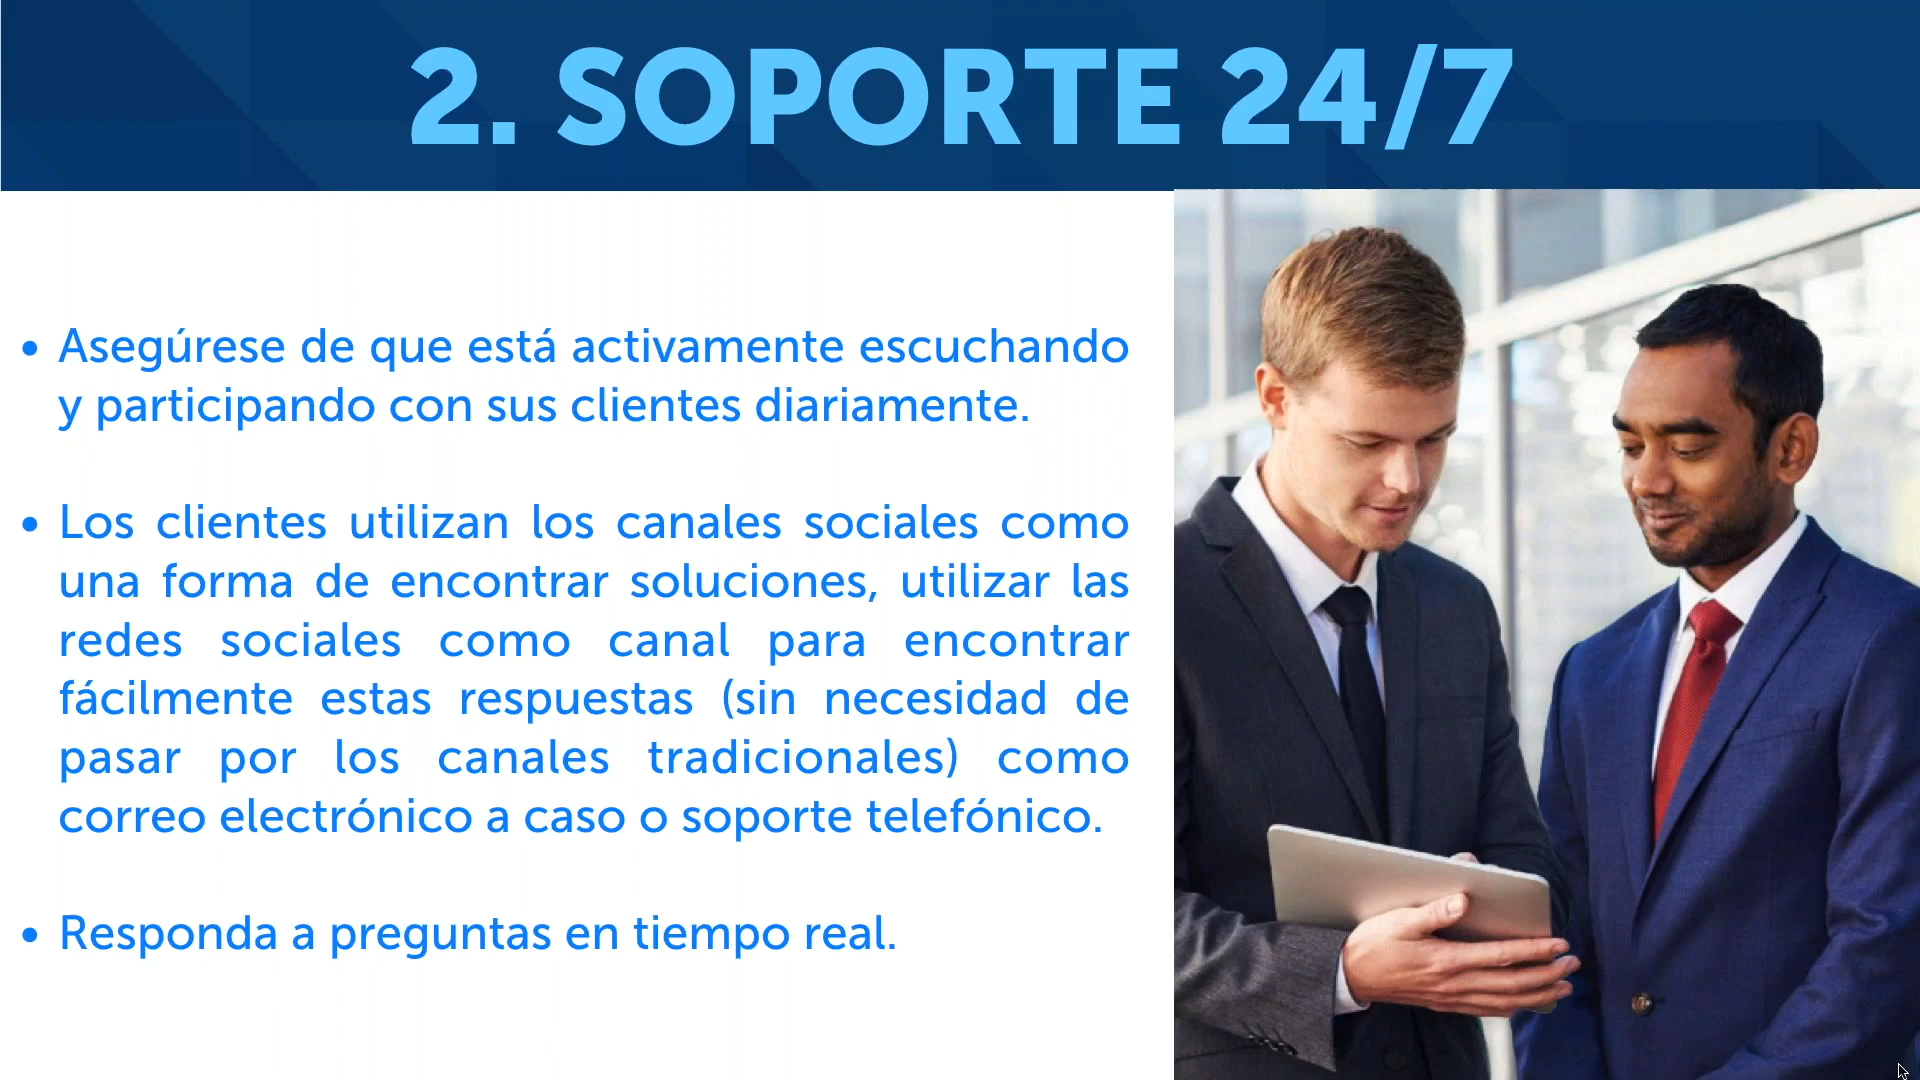 2. SOPORTE 24/7
• Asegúrese de que está activamente escuchando
y participando con sus clientes diariamente.
• Los clientes utilizan los canales sociales como
una forma de encontrar soluciones, utilizar las
redes sociales como canal para encontrar
fácilmente estas respuestas (sin necesidad de
pasar por los canales tradicionales) como
correo electrónico a caso o soporte telefónico.
• Responda a preguntas en tiempo real.